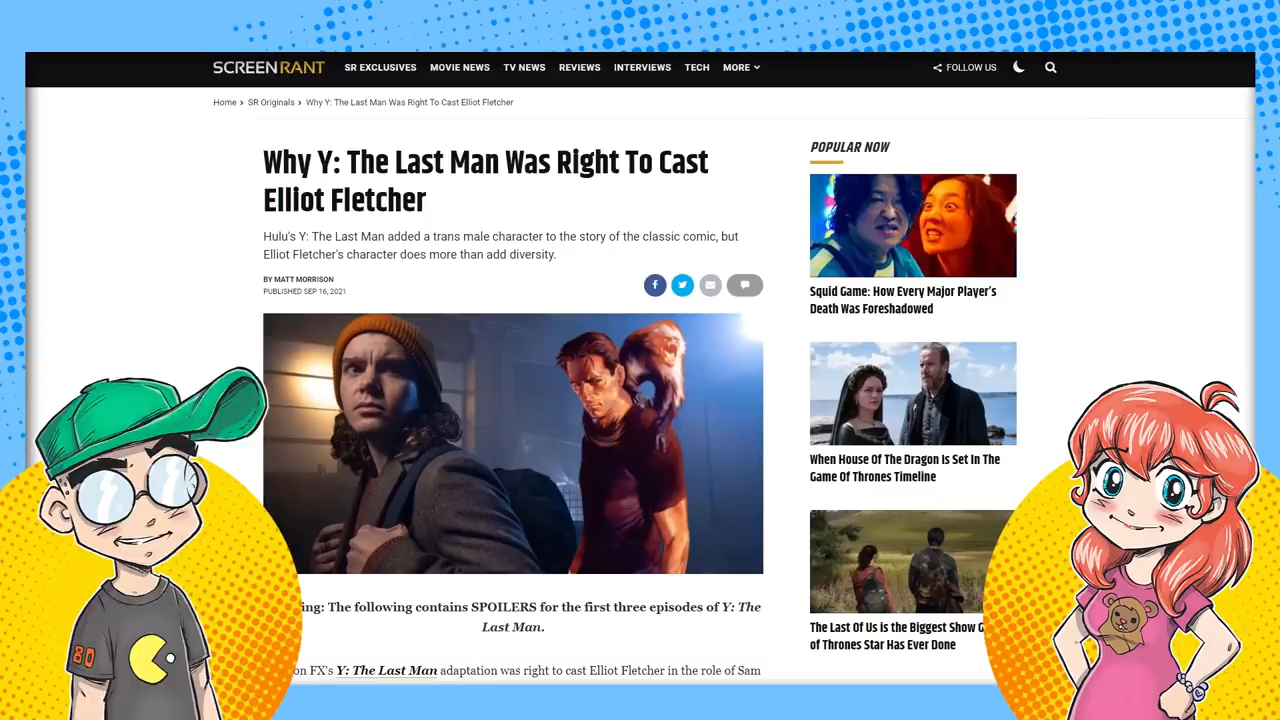 SCREENRANT
SR EXCLUSIVES
MOVIE NEWS
TV NEWS
REVIEWS
INTERVIEWS
TECH
MORE
FOLLOW US
Home > SR Originals > Why Y: The Last Man Was Right To Cast Elliot Fletcher
Why Y: The Last Man Was Right To Cast
Elliot Fletcher
Hulu's Y: The Last Man added a trans male character to the story of the classic comic, but
Elliot Fletcher's character does more than add diversity.
BY MATT MORRISON
PUBLISHED SEP 16, 2021
ing: The following contains SPOILERS for the first three episodes of Y: The
Last Man.
on FX's Y: The Last Man adaptation was right to cast Elliot Fletcher in the role of Sam
POPULAR NOW
Squid Game: How Every Major Player's
Death Was Foreshadowed
When House Of The Dragon Is Set In The
Game Of Thrones Timeline
The Last Of Us is the Biggest Show G
of Thrones Star Has Ever Done
80